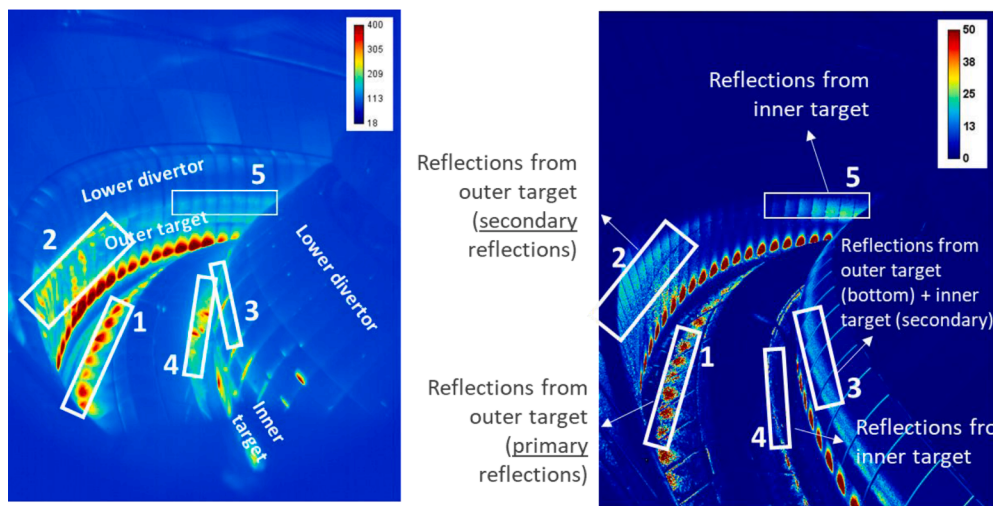 400
305
209
113
18
Lower divertor
5
2
Outer target
1
Lower divertor
3
4
Inner
target
Reflections from
outer target
(secondary
reflections)
Reflections from
outer target
(primary
reflections)
50
38
25
13
0
Reflections from
inner target
5
2
Reflections from
outer target
(bottom) + inner
target (secondary)
1
3
4
Reflections fro
inner target